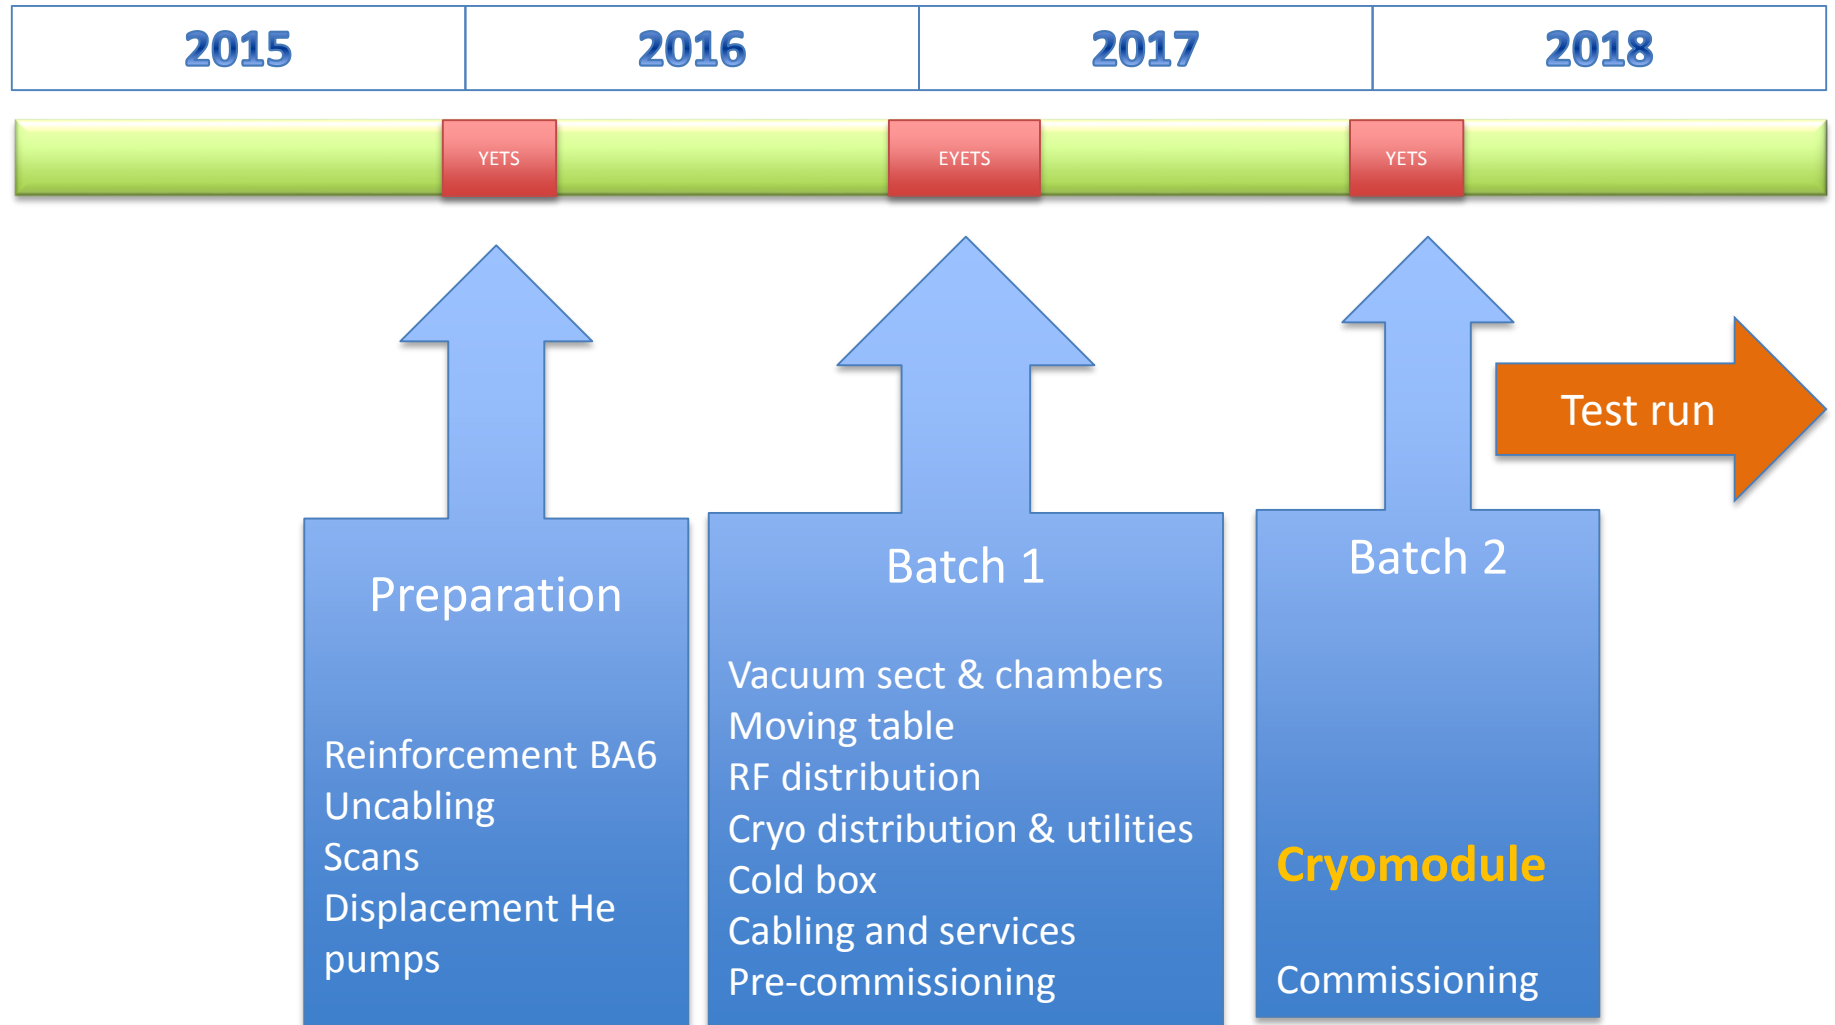 2015 2016 2017 2018
YETS EYETS YETS
Test run
Preparation
Reinforcement BA6
Uncabling
Scans
Displacement He
pumps
Batch 1
Vacuum sect & chambers
Moving table
RF distribution
Cryo distribution & utilities
Cold box
Cabling and services
Pre-commissioning
Batch 2
Cryomodule
Commissioning